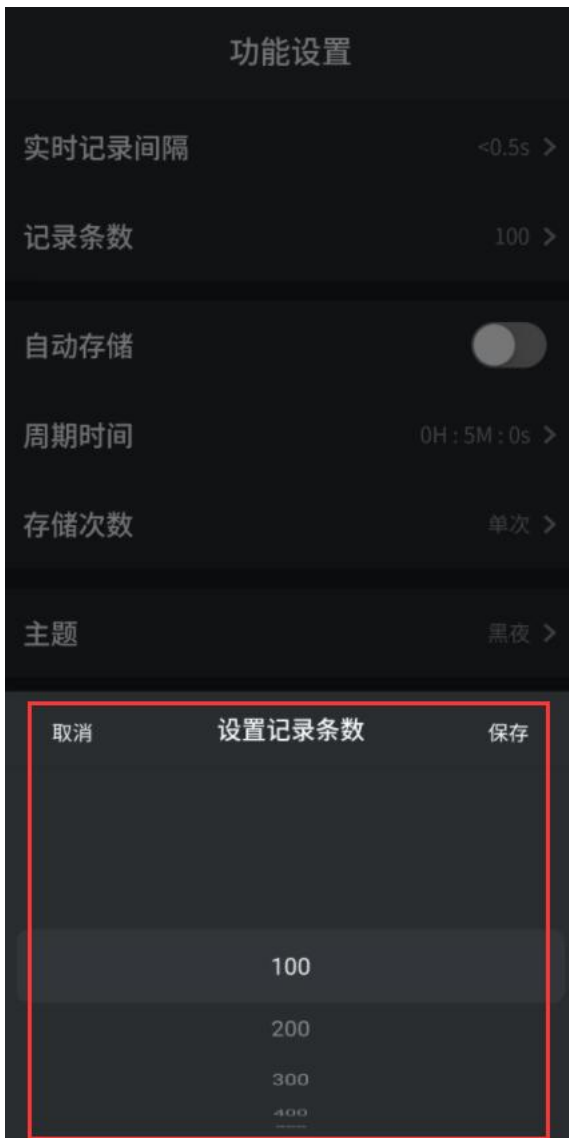 功能设置
实时记录间隔 <0.5s >
记录条数 100 >
自动存储
周期时间 0H : 5M : 0s >
存储次数 单次 >
主题 黑夜 >
取消 设置记录条数 保存
100
200
300
400